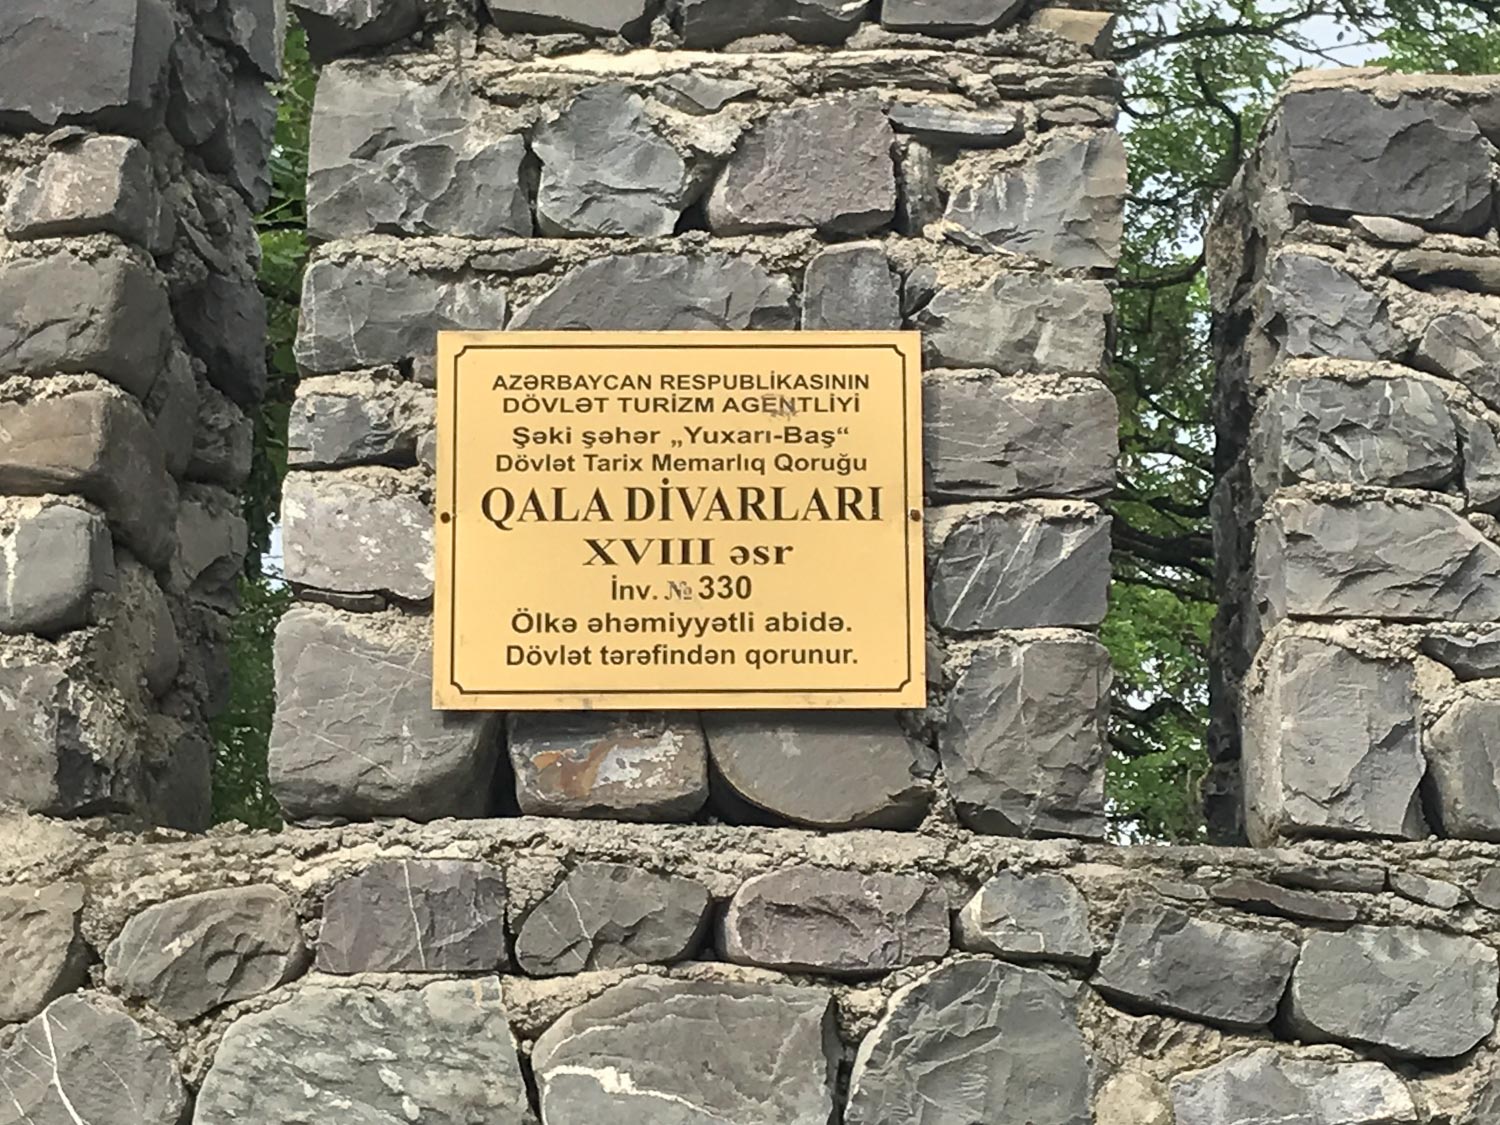 AZƏRBAYCAN RESPUBLİKASININ
DÖVLƏT TURİZM AGENTLİYİ
Şəki şəhər „Yuxarı-Baş“
Dövlət Tarix Memarlıq Qoruğu
QALA DİVARLARI
XVIII əsr
İnv. № 330
Ölkə əhəmiyyətli abidə.
Dövlət tərəfindən qorunur.